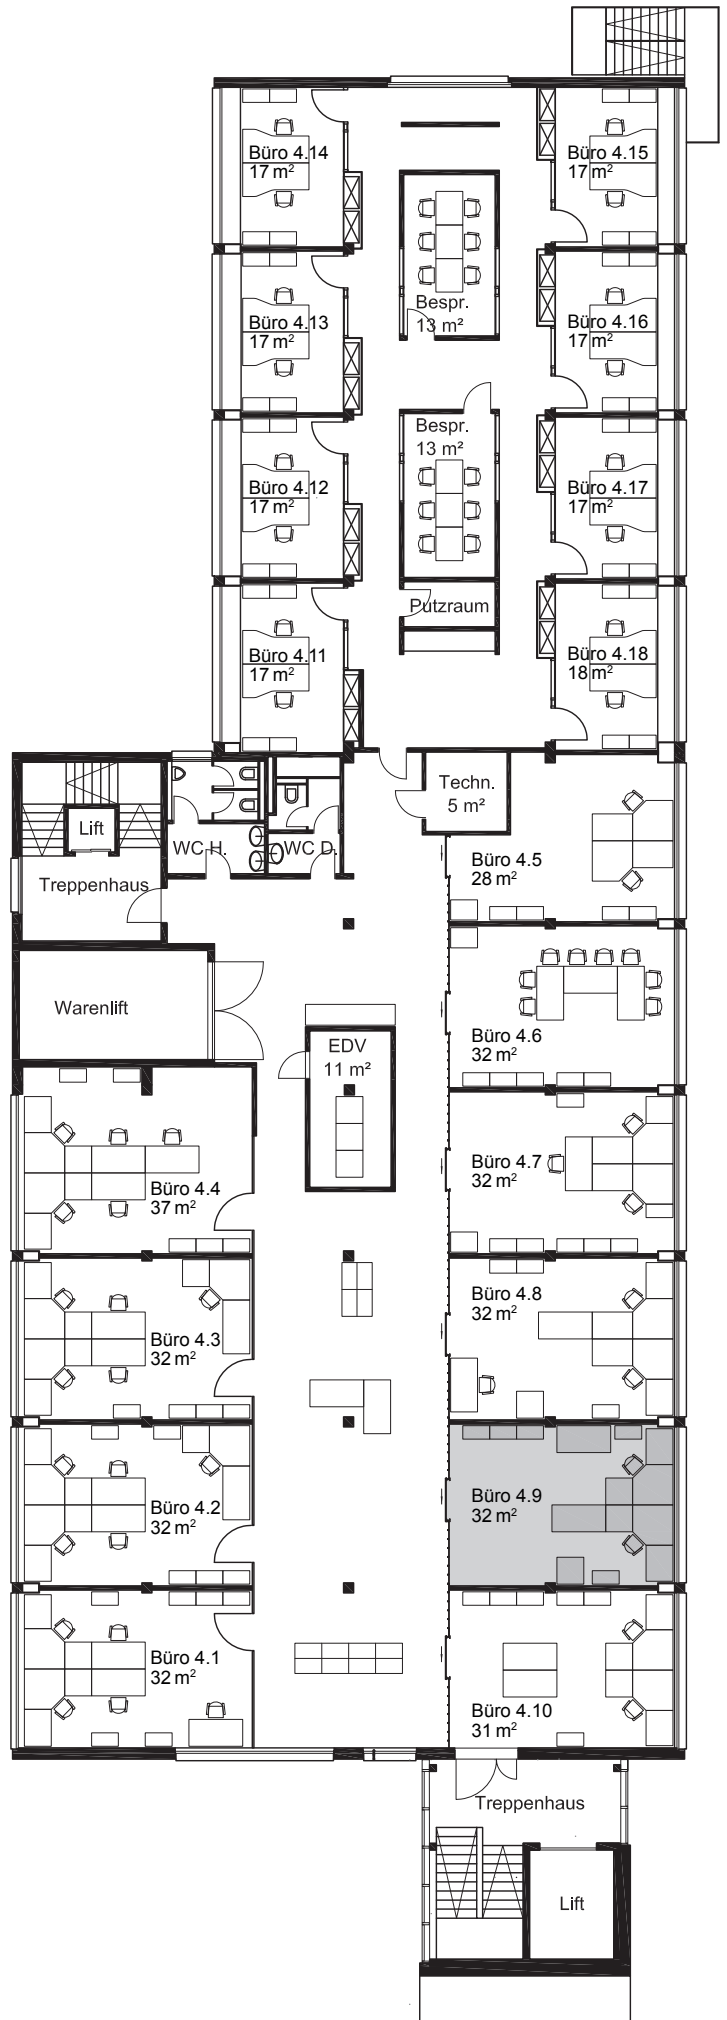 Büro 4.14
17 m²
Büro 4.15
17 m²
Bespr.
13 m²
Büro 4.13
17 m²
Büro 4.16
17 m²
Bespr.
13 m²
Büro 4.12
17 m²
Büro 4.17
17 m²
Putzraum
Büro 4.11
17 m²
Büro 4.18
18 m²
Techn.
5 m²
Lift
WC H.
WC D.
Büro 4.5
28 m²
Treppenhaus
Warenlift
EDV
11 m²
Büro 4.6
32 m²
Büro 4.4
37 m²
Büro 4.7
32 m²
Büro 4.3
32 m²
Büro 4.8
32 m²
Büro 4.2
32 m²
Büro 4.9
32 m²
Büro 4.1
32 m²
Büro 4.10
31 m²
Treppenhaus
Lift